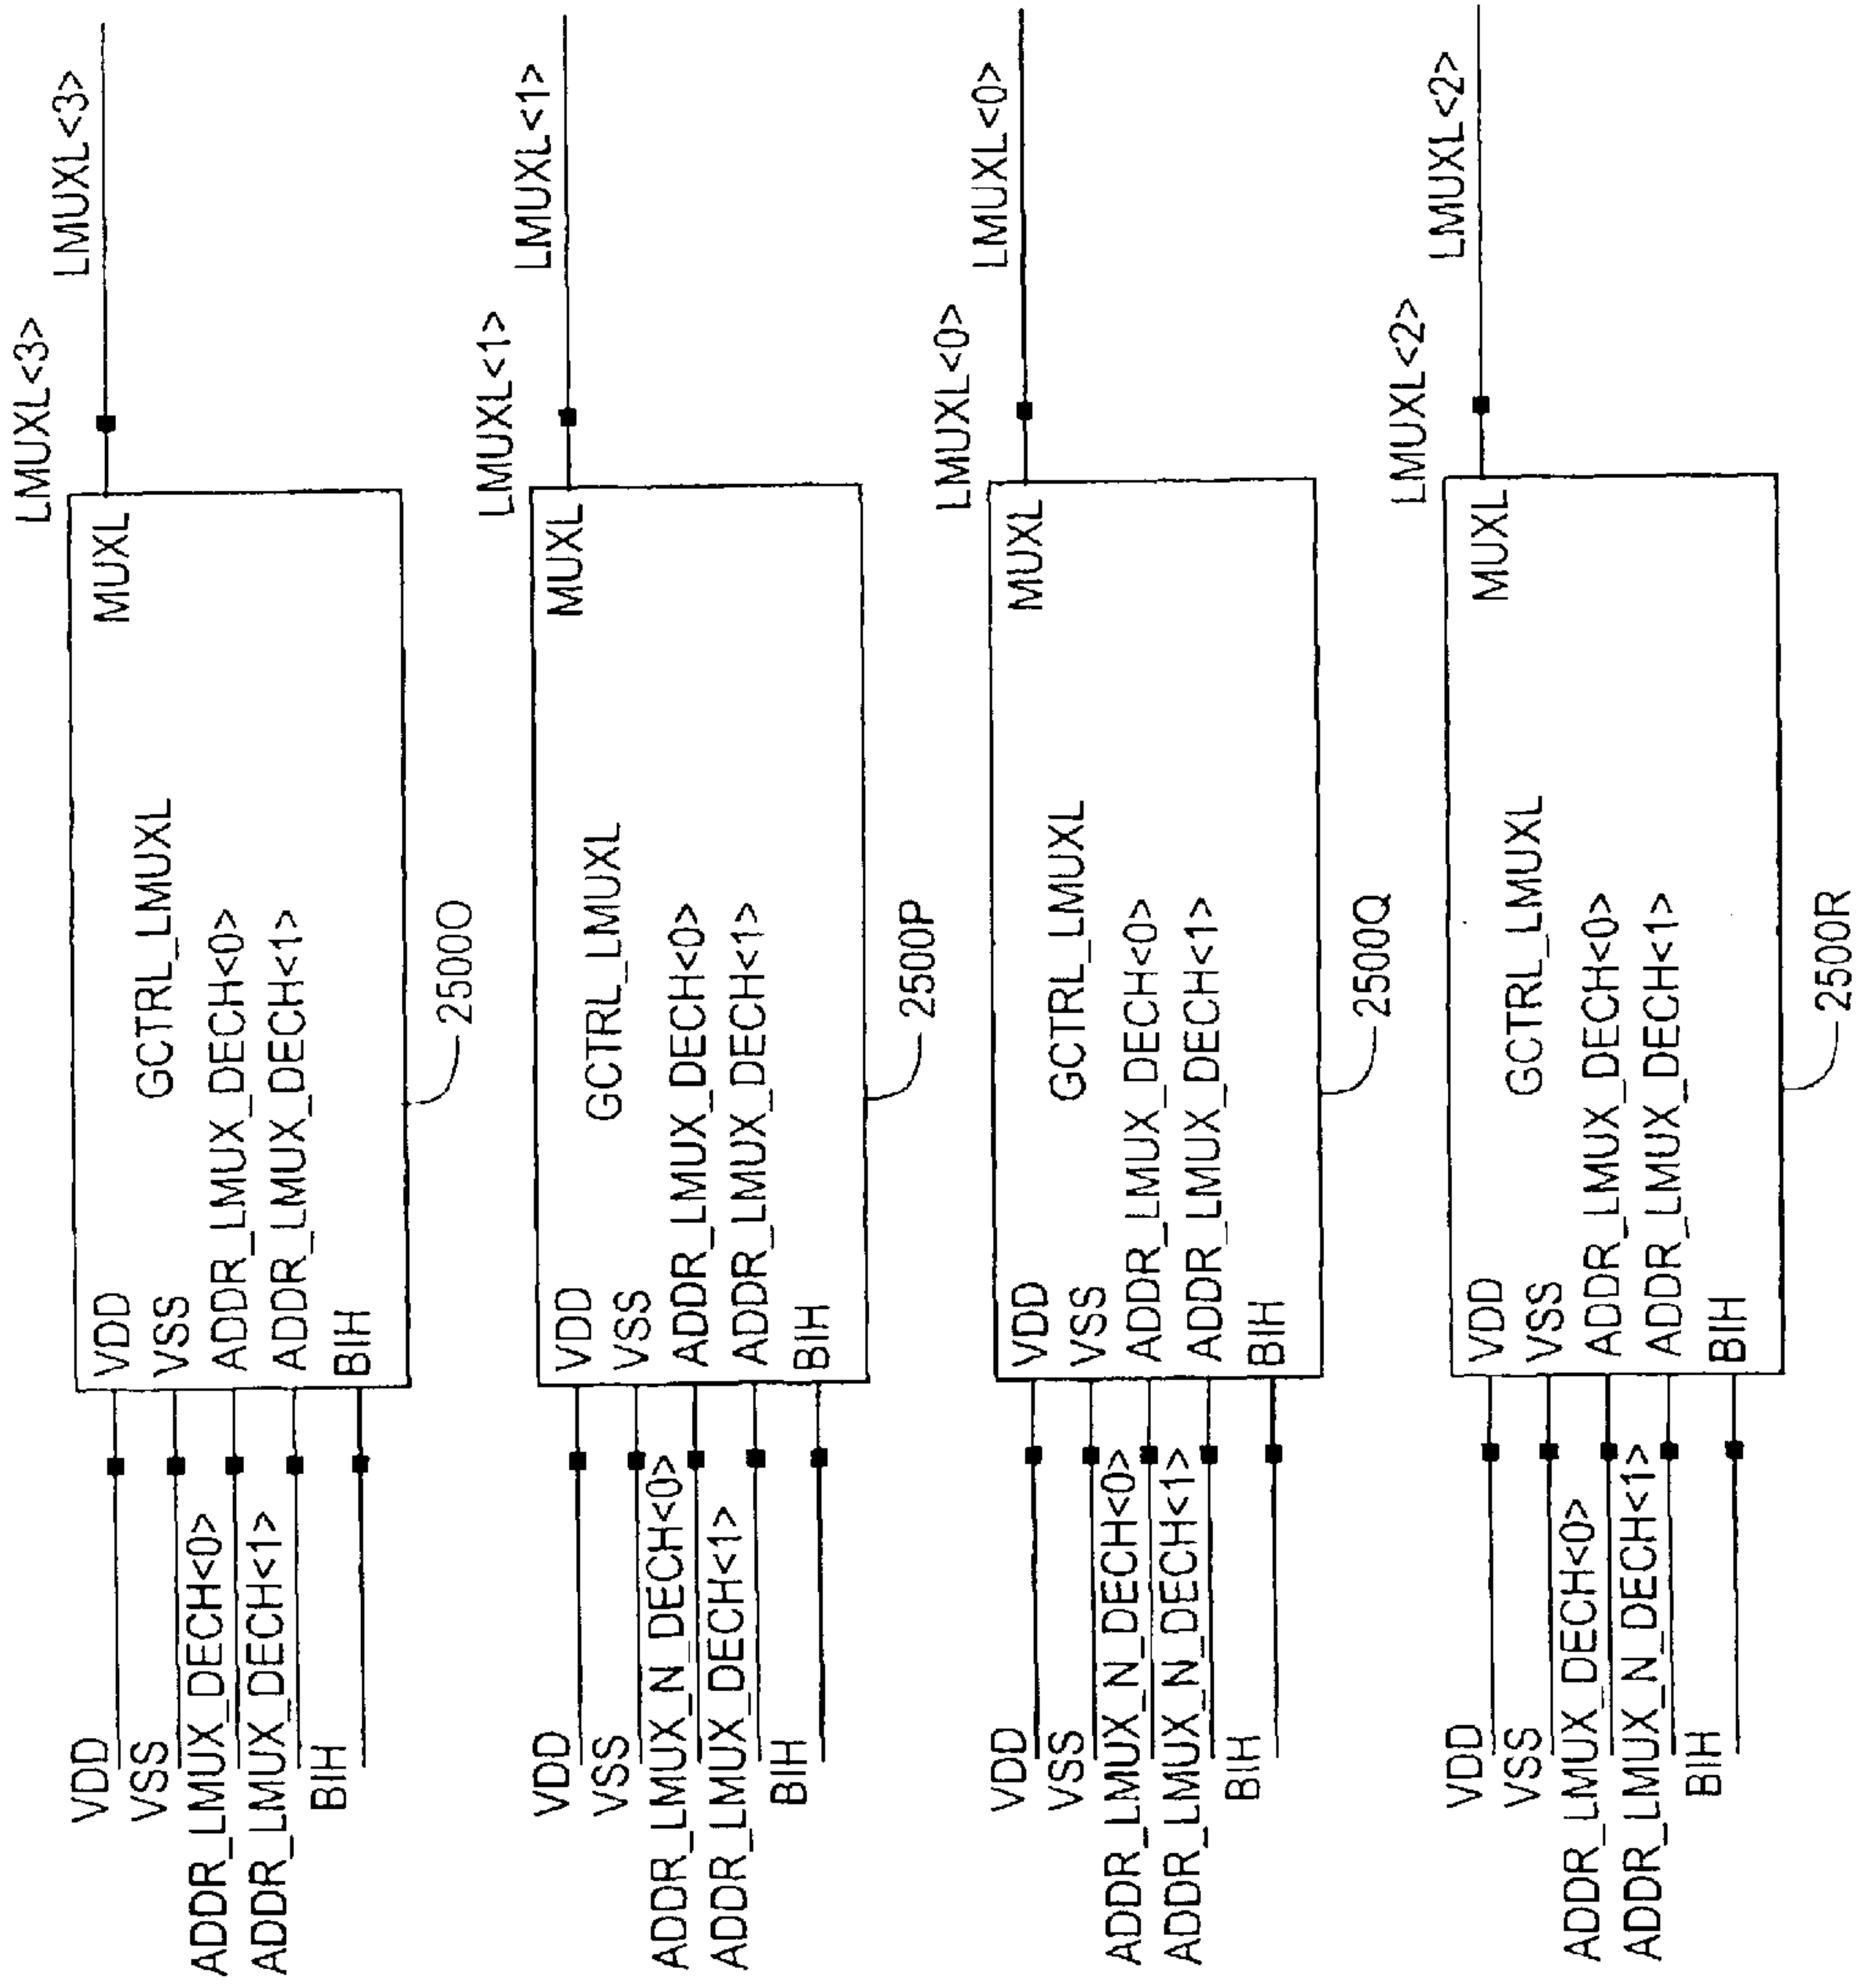 LMUXL<3>
LMUXL<3>
MUXL
GCTRL_LMUXL
VDD
VSS
ADDR_LMUX_DECH<0>
ADDR_LMUX_DECH<1>
BIH
VDD
VSS
ADDR_LMUX_DECH<0>
ADDR_LMUX_DECH<1>
BIH
2500O
LMUXL<1>
LMUXL<1>
MUXL
GCTRL_LMUXL
VDD
VSS
ADDR_LMUX_DECH<0>
ADDR_LMUX_DECH<1>
BIH
VDD
VSS
ADDR_LMUX_N_DECH<0>
ADDR_LMUX_DECH<1>
BIH
2500P
LMUXL<0>
LMUXL<0>
MUXL
GCTRL_LMUXL
VDD
VSS
ADDR_LMUX_DECH<0>
ADDR_LMUX_DECH<1>
BIH
VDD
VSS
ADDR_LMUX_N_DECH<0>
ADDR_LMUX_N_DECH<1>
BIH
2500Q
LMUXL<2>
LMUXL<2>
MUXL
GCTRL_LMUXL
VDD
VSS
ADDR_LMUX_DECH<0>
ADDR_LMUX_DECH<1>
BIH
VDD
VSS
ADDR_LMUX_DECH<0>
ADDR_LMUX_N_DECH<1>
BIH
2500R